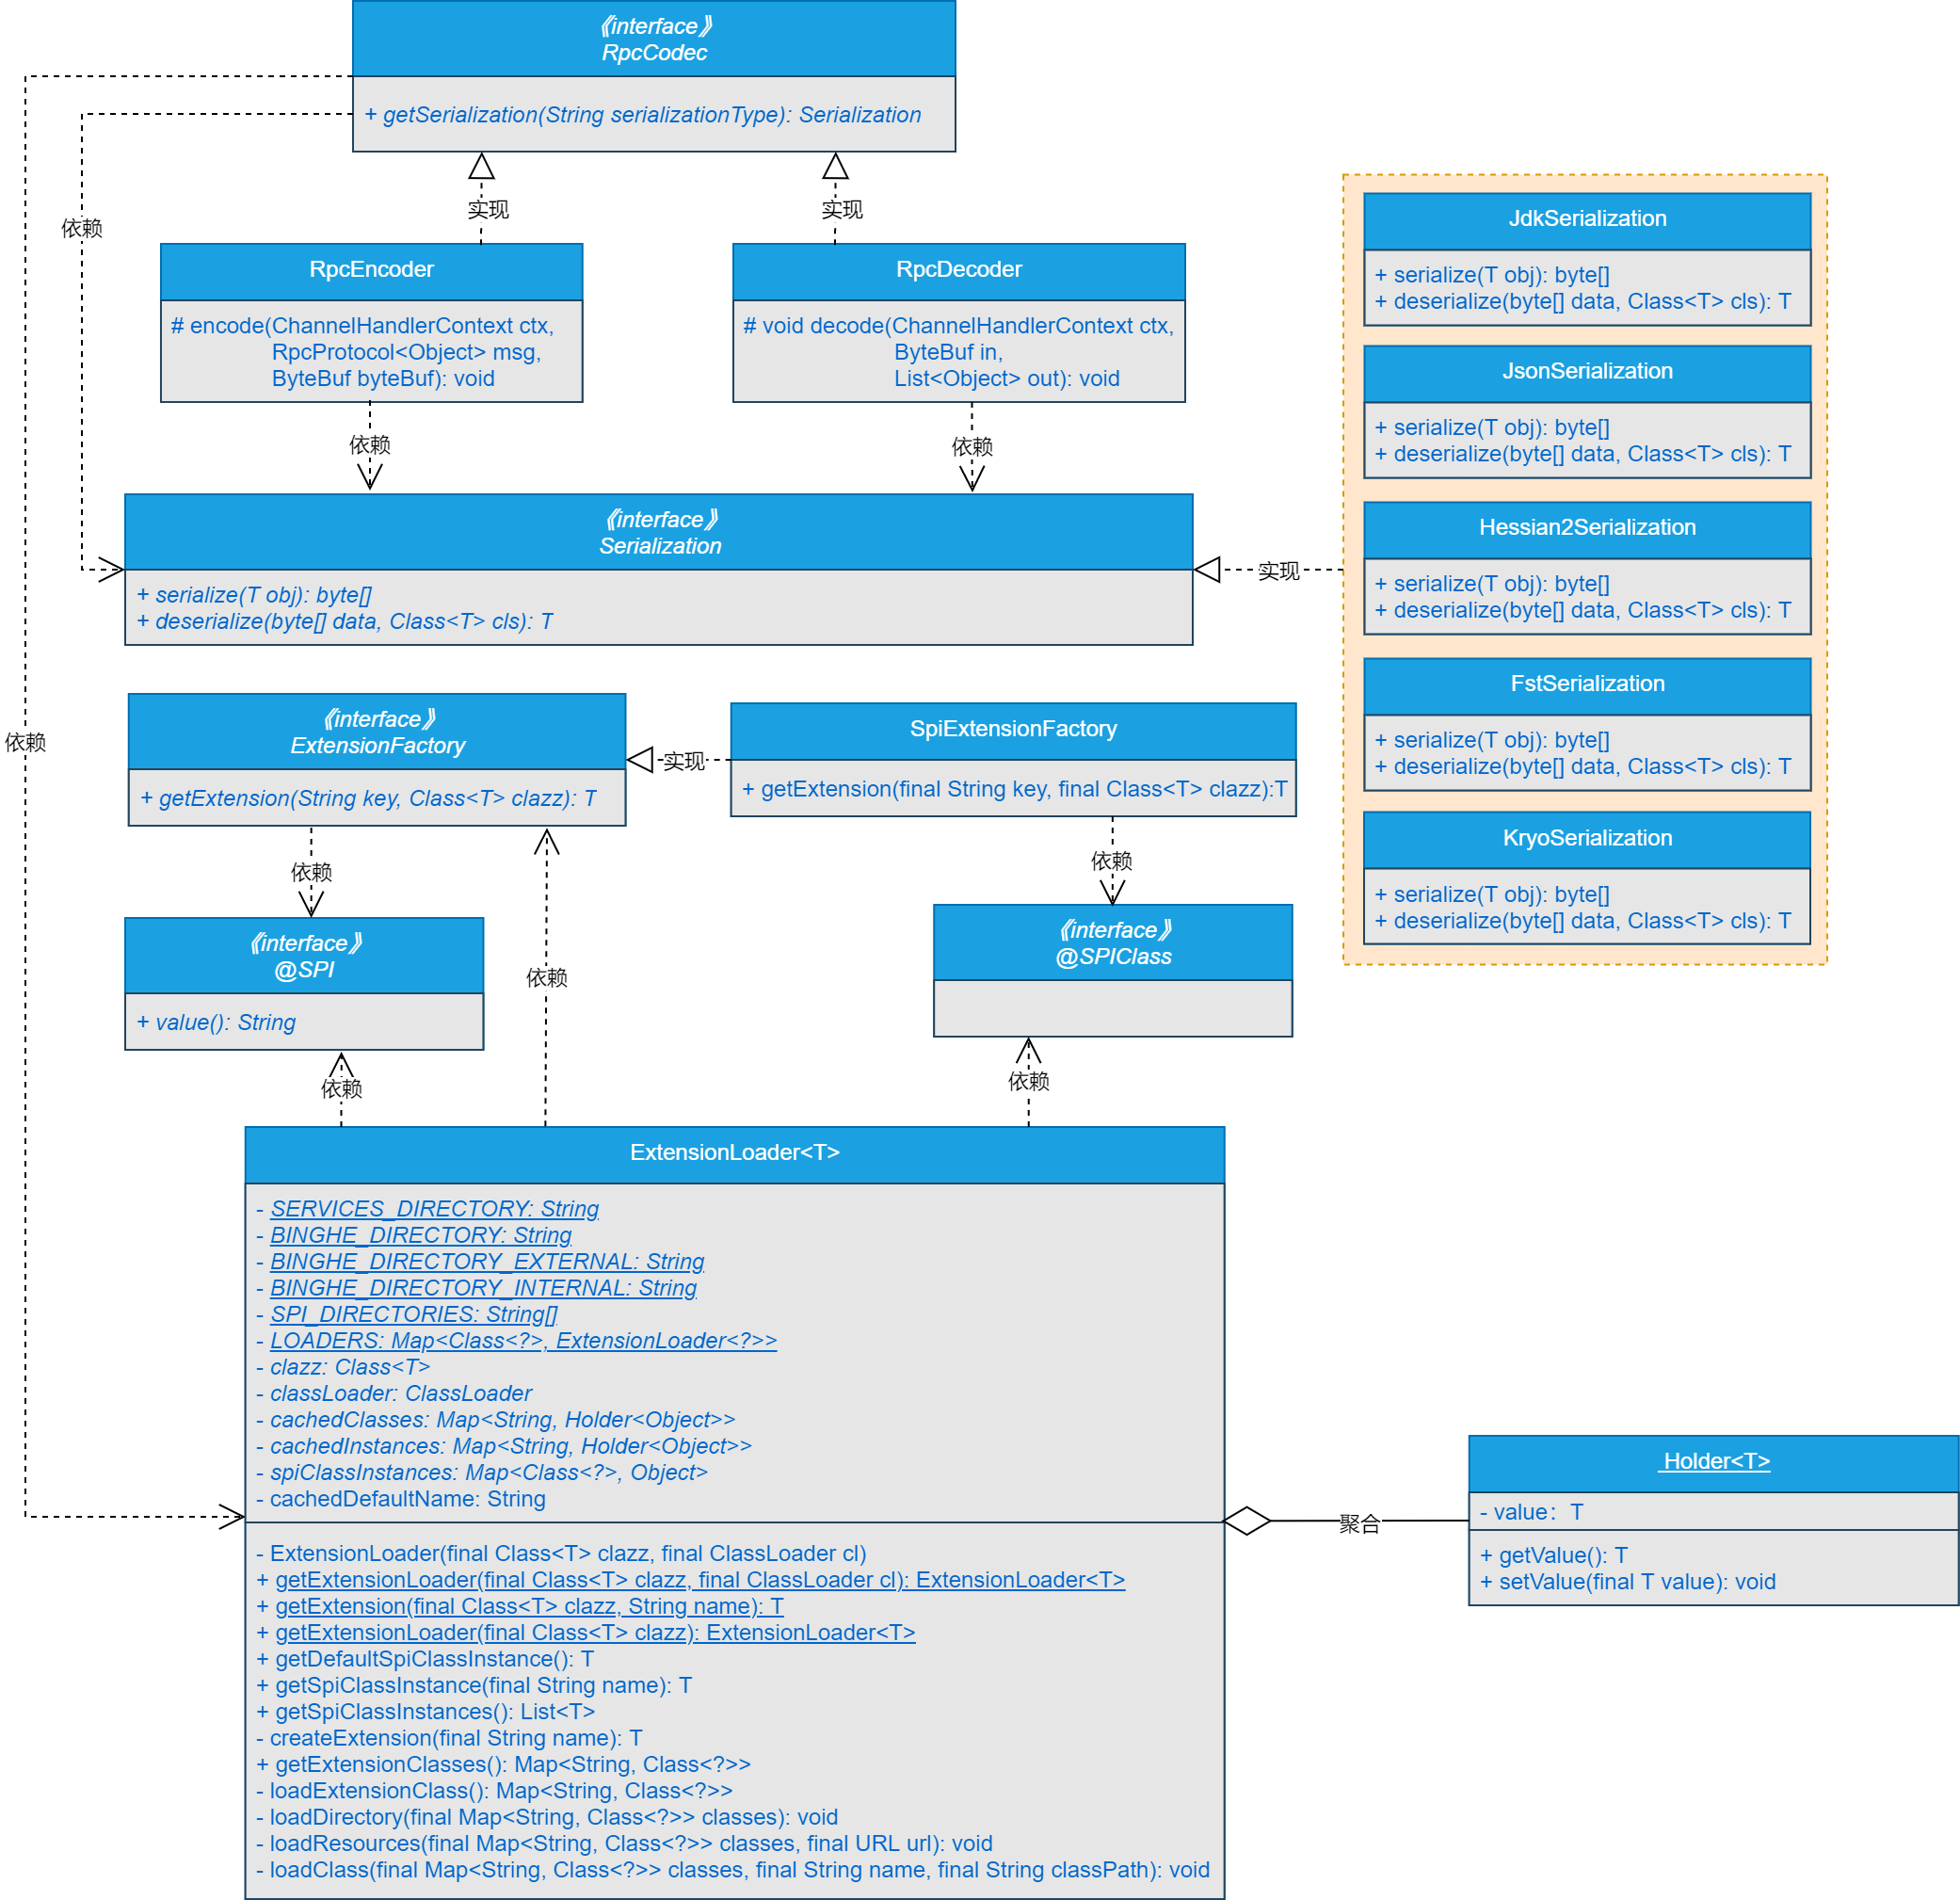 《interface》
RpcCodec
+ getSerialization(String serializationType): Serialization
实现
实现
依赖
RpcEncoder
# encode(ChannelHandlerContext ctx,
RpcProtocol<Object> msg,
ByteBuf byteBuf): void
RpcDecoder
# void decode(ChannelHandlerContext ctx,
ByteBuf in,
List<Object> out): void
依赖
依赖
《interface》
Serialization
+ serialize(T obj): byte[]
+ deserialize(byte[] data, Class<T> cls): T
实现
JdkSerialization
+ serialize(T obj): byte[]
+ deserialize(byte[] data, Class<T> cls): T
JsonSerialization
+ serialize(T obj): byte[]
+ deserialize(byte[] data, Class<T> cls): T
Hessian2Serialization
+ serialize(T obj): byte[]
+ deserialize(byte[] data, Class<T> cls): T
FstSerialization
+ serialize(T obj): byte[]
+ deserialize(byte[] data, Class<T> cls): T
KryoSerialization
+ serialize(T obj): byte[]
+ deserialize(byte[] data, Class<T> cls): T
依赖
《interface》
ExtensionFactory
+ getExtension(String key, Class<T> clazz): T
实现
SpiExtensionFactory
+ getExtension(final String key, final Class<T> clazz):T
依赖
依赖
《interface》
@SPI
+ value(): String
依赖
《interface》
@SPIClass
依赖
依赖
ExtensionLoader<T>
- SERVICES_DIRECTORY: String
- BINGHE_DIRECTORY: String
- BINGHE_DIRECTORY_EXTERNAL: String
- BINGHE_DIRECTORY_INTERNAL: String
- SPI_DIRECTORIES: String[]
- LOADERS: Map<Class<?>, ExtensionLoader<?>>
- clazz: Class<T>
- classLoader: ClassLoader
- cachedClasses: Map<String, Holder<Object>>
- cachedInstances: Map<String, Holder<Object>>
- spiClassInstances: Map<Class<?>, Object>
- cachedDefaultName: String
- ExtensionLoader(final Class<T> clazz, final ClassLoader cl)
+ getExtensionLoader(final Class<T> clazz, final ClassLoader cl): ExtensionLoader<T>
+ getExtension(final Class<T> clazz, String name): T
+ getExtensionLoader(final Class<T> clazz): ExtensionLoader<T>
+ getDefaultSpiClassInstance(): T
+ getSpiClassInstance(final String name): T
+ getSpiClassInstances(): List<T>
- createExtension(final String name): T
+ getExtensionClasses(): Map<String, Class<?>>
- loadExtensionClass(): Map<String, Class<?>>
- loadDirectory(final Map<String, Class<?>> classes): void
- loadResources(final Map<String, Class<?>> classes, final URL url): void
- loadClass(final Map<String, Class<?>> classes, final String name, final String classPath): void
聚合
Holder<T>
- value：T
+ getValue(): T
+ setValue(final T value): void